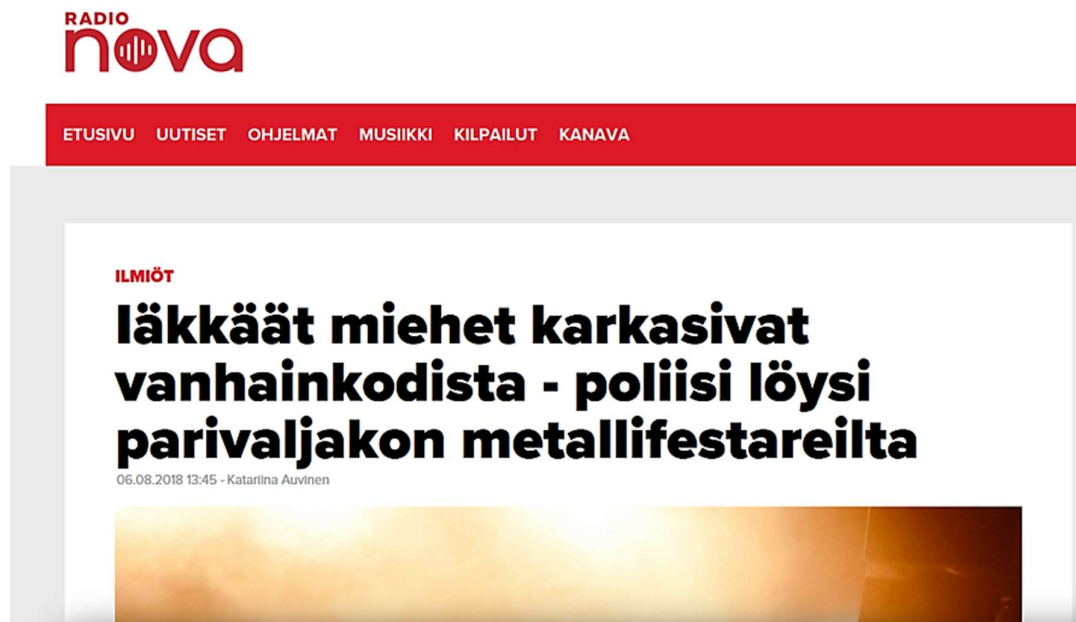 RADIO
nova
ETUSIVU UUTISET OHJELMAT MUSIIKKI KILPAILUT KANAVA
ILMIÖT
Iäkkäät miehet karkasivat
vanhainkodista - poliisi löysi
parivaljakon metallifestareilta
06.08.2018 13:45 - Katariina Auvinen